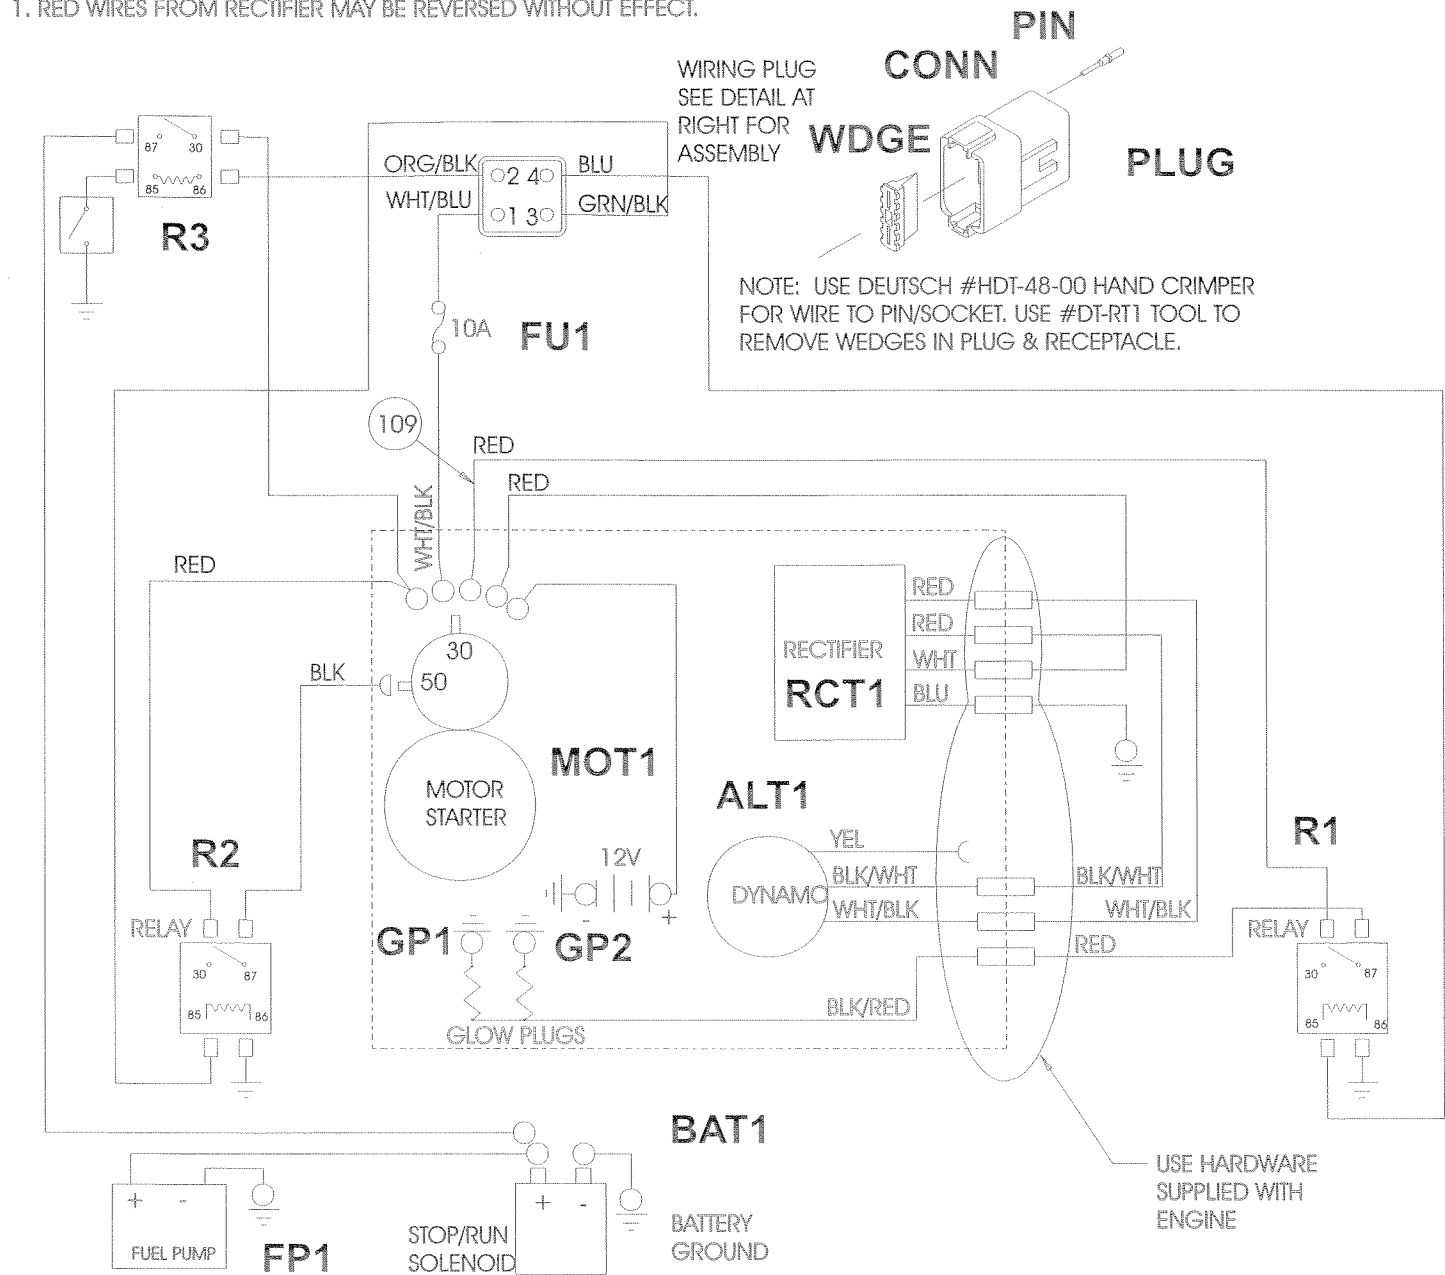 1. RED WIRES FROM RECTIFIER MAY BE REVERSED WITHOUT EFFECT.
PIN
CONN
WDGE
PLUG
WIRING PLUG
SEE DETAIL AT
RIGHT FOR
ASSEMBLY
87 30
85 86
R3
ORG/BLK
WHT/BLU
2 4
1 3
BLU
GRN/BLK
NOTE: USE DEUTSCH #HDT-48-00 HAND CRIMPER
FOR WIRE TO PIN/SOCKET. USE #DT-RT1 TOOL TO
REMOVE WEDGES IN PLUG & RECEPTACLE.
10A
FU1
109
RED
RED
WHT/BLK
RED
30
50
BLK
MOT1
MOTOR
STARTER
RECTIFIER
RCT1
RED
RED
WHT
BLU
ALT1
DYNAMO
YEL
BLK/WHT
WHT/BLK
BLK/WHT
WHT/BLK
RED
BLK/RED
R2
RELAY
30 87
85 86
12V
- +
GP1
GP2
GLOW PLUGS
R1
RELAY
30 87
85 86
BAT1
+ -
FUEL PUMP
FP1
+ -
STOP/RUN
SOLENOID
BATTERY
GROUND
USE HARDWARE
SUPPLIED WITH
ENGINE